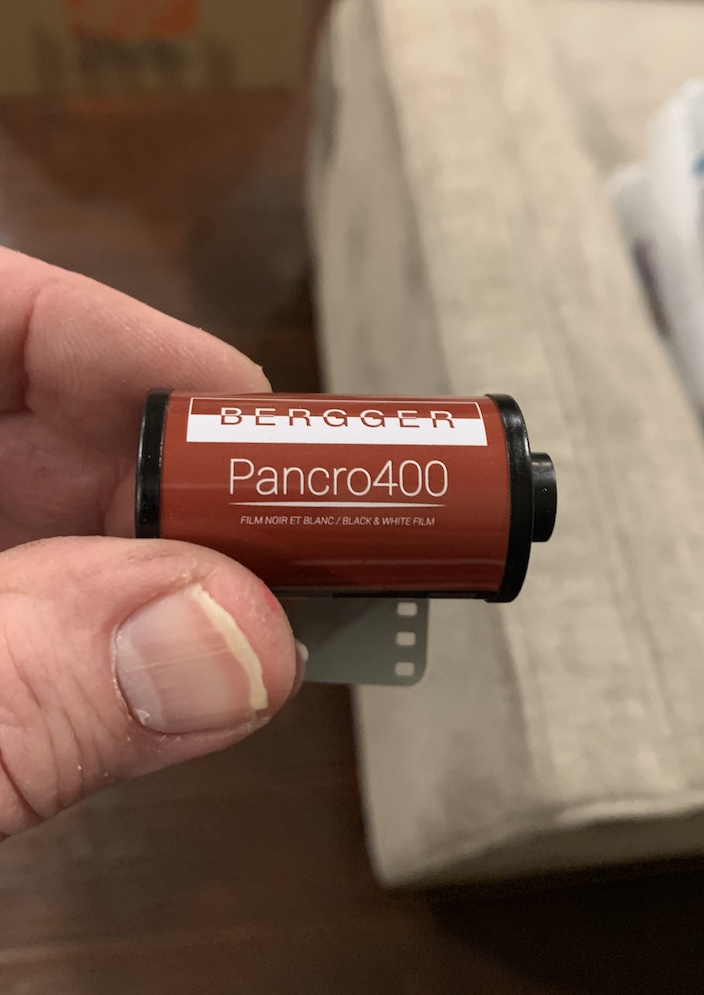 BERGGER
Pancro400
FILM NOIR ET BLANC / BLACK & WHITE FILM